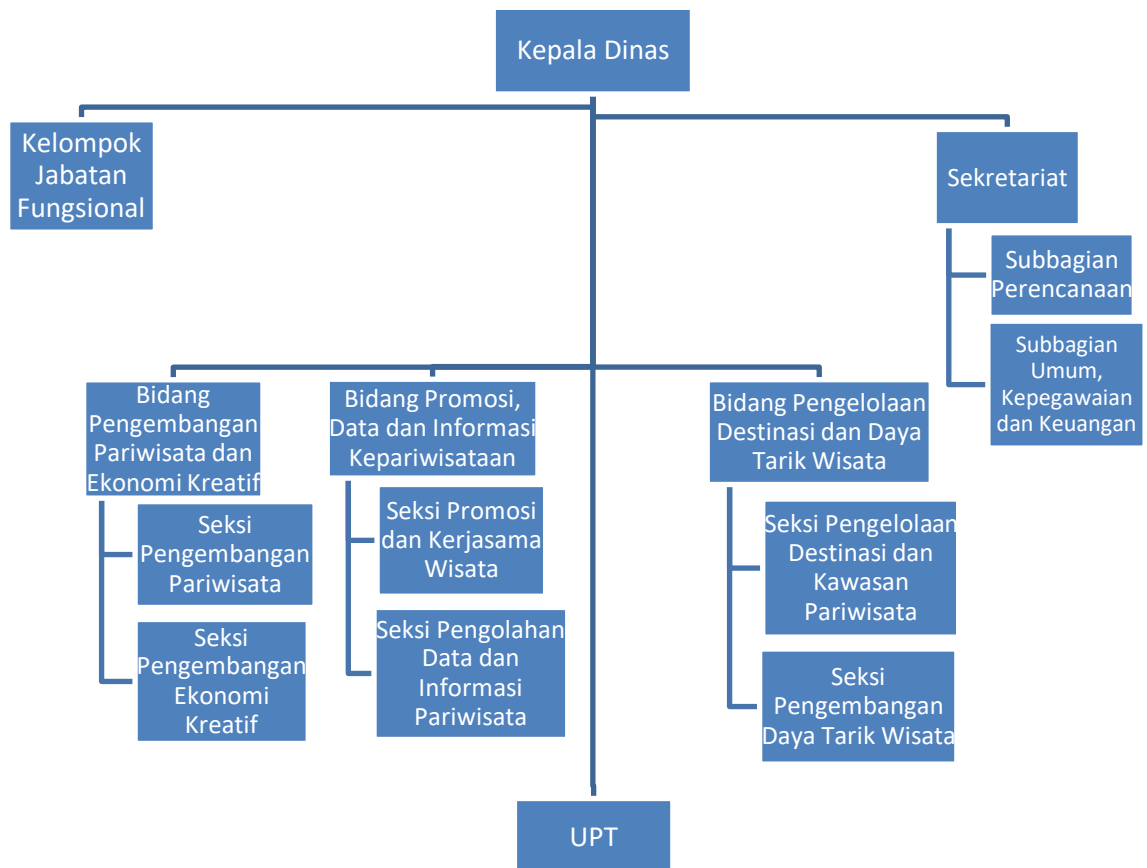 Kepala Dinas
Kelompok
Jabatan
Fungsional
Sekretariat
Subbagian
Perencanaan
Subbagian
Umum,
Kepegawaian
dan Keuangan
Bidang
Pengembangan
Pariwisata dan
Ekonomi Kreatif
Seksi
Pengembangan
Pariwisata
Seksi
Pengembangan
Ekonomi
Kreatif
Bidang Promosi,
Data dan Informasi
Kepariwisataan
Seksi Promosi
dan Kerjasama
Wisata
Seksi Pengolahan
Data dan
Informasi
Pariwisata
Bidang Pengelolaan
Destinasi dan Daya
Tarik Wisata
Seksi Pengelolaan
Destinasi dan
Kawasan
Pariwisata
Seksi
Pengembangan
Daya Tarik Wisata
UPT